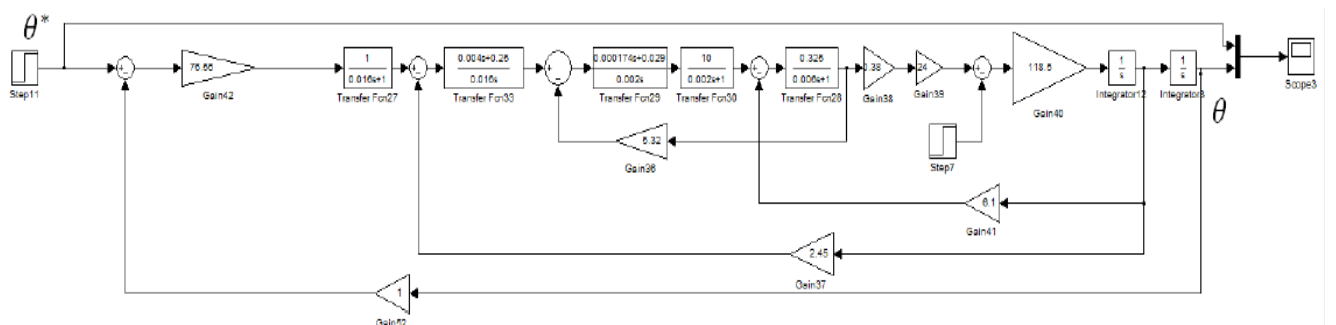 θ*
Step11
76.66
Gain42
1
0.016s+1
Transfer Fcn27
0.004s+0.26
0.016s
Transfer Fcn33
0.000174s+0.029
0.002s
Transfer Fcn29
10
0.002s+1
Transfer Fcn30
0.326
0.006s+1
Transfer Fcn28
0.38
Gain38
24
Gain39
118.5
Gain40
1
s
Integrator12
1
s
θ
Scope3
6.32
Gain36
Step7
6.1
Gain41
2.45
Gain37
1
Gain52